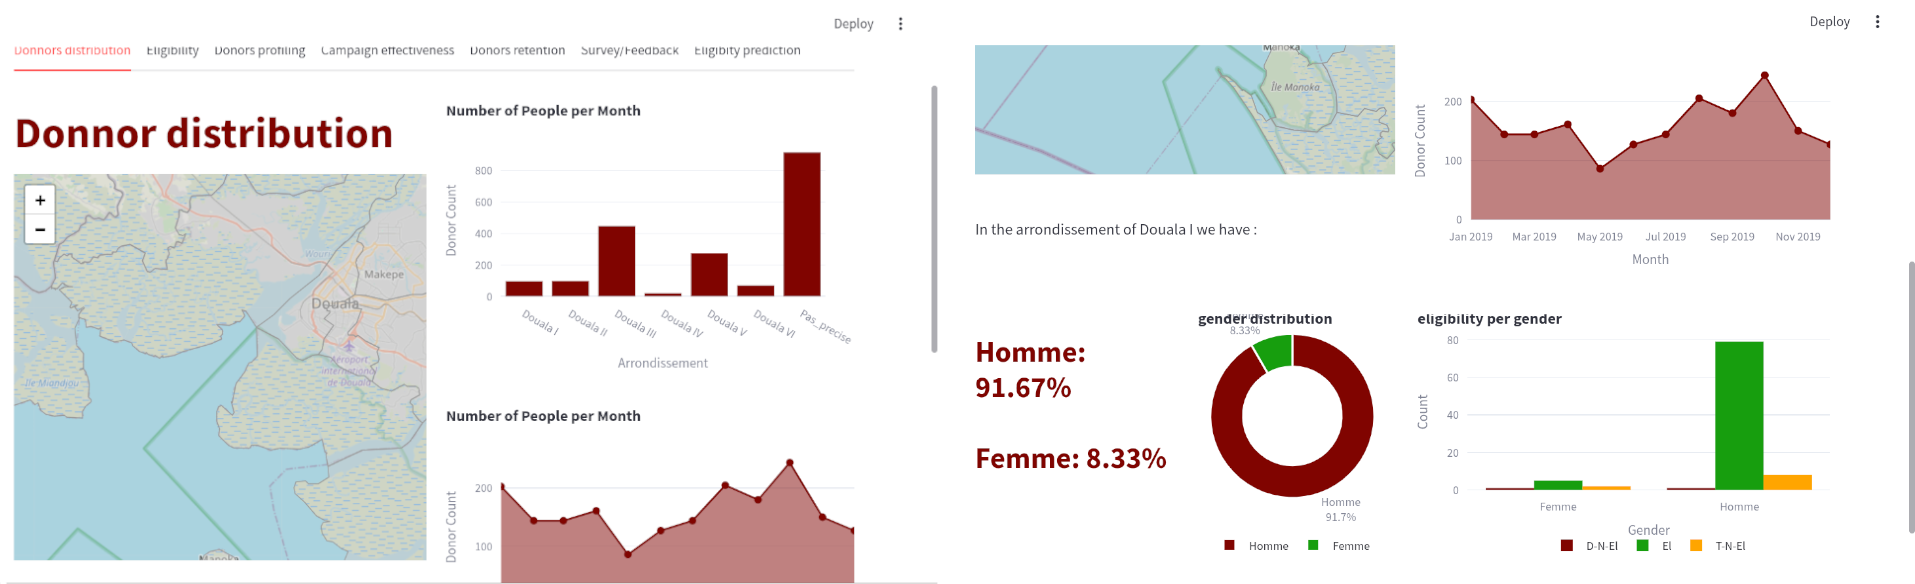 Deploy
Donnors distribution Eligibility Donors profiling Campaign effectiveness Donors retention Survey/Feedback Eligibity prediction
Donnor distribution
+
−
Wouri
Makepe
Douala
Aéroport
international
de Douala
Île Miandjou
Manoka
Number of People per Month
Donor Count
800
600
400
200
0
Douala I
Douala II
Douala III
Douala IV
Douala V
Douala VI
Pas_precise
Arrondissement
Number of People per Month
Donor Count
200
100
Deploy
Manoka
Île Manoka
Donor Count
200
100
0
Jan 2019 Mar 2019 May 2019 Jul 2019 Sep 2019 Nov 2019
Month
In the arrondissement of Douala I we have :
Homme:
91.67%
Femme: 8.33%
gender distribution
8.33%
Homme
91.7%
Homme Femme
eligibility per gender
Count
80
60
40
20
0
Femme Homme
Gender
D-N-El El T-N-El